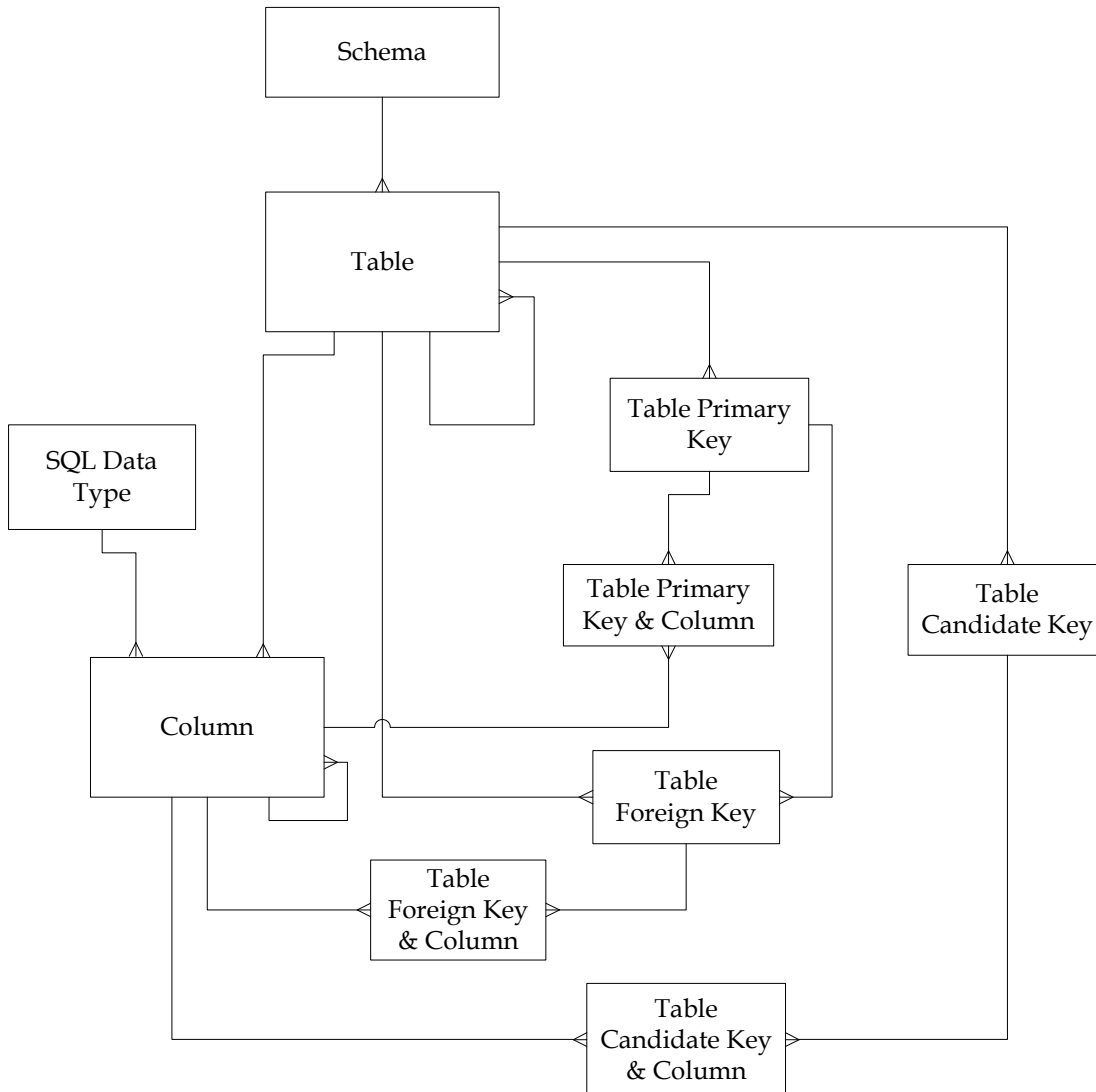 Schema
Table
Table Primary
Key
SQL Data
Type
Table Primary
Key & Column
Table
Candidate Key
Column
Table
Foreign Key
Table
Foreign Key
& Column
Table
Candidate Key
& Column